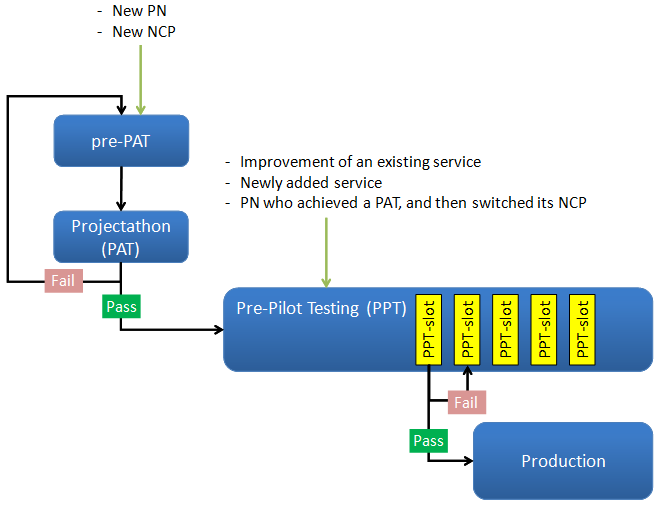 - New PN
- New NCP
pre-PAT
- Improvement of an existing service
- Newly added service
- PN who achieved a PAT, and then switched its NCP
Projectathon
(PAT)
Fail
Pass
Pre-Pilot Testing (PPT)
PPT-slot
PPT-slot
PPT-slot
PPT-slot
PPT-slot
Fail
Pass
Production